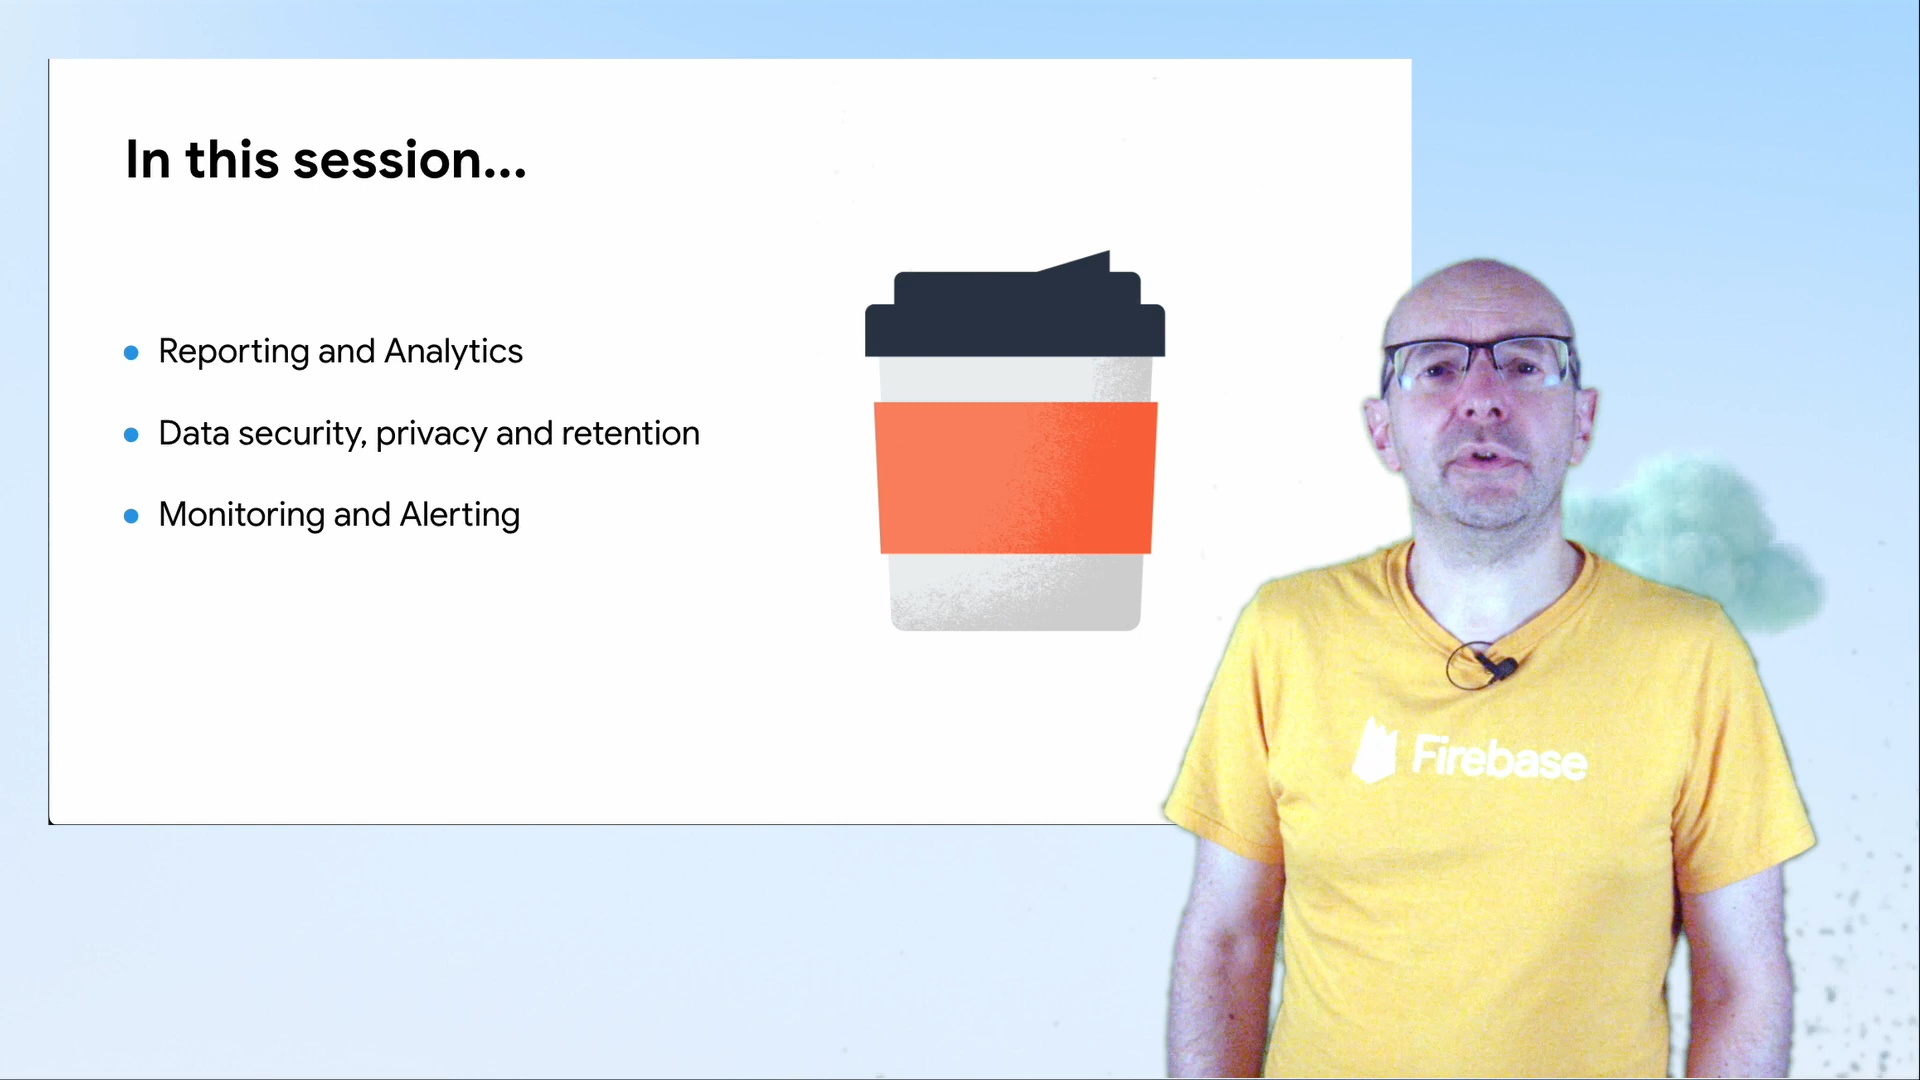 In this session...
Reporting and Analytics
Data security, privacy and retention
Monitoring and Alerting
Firebase